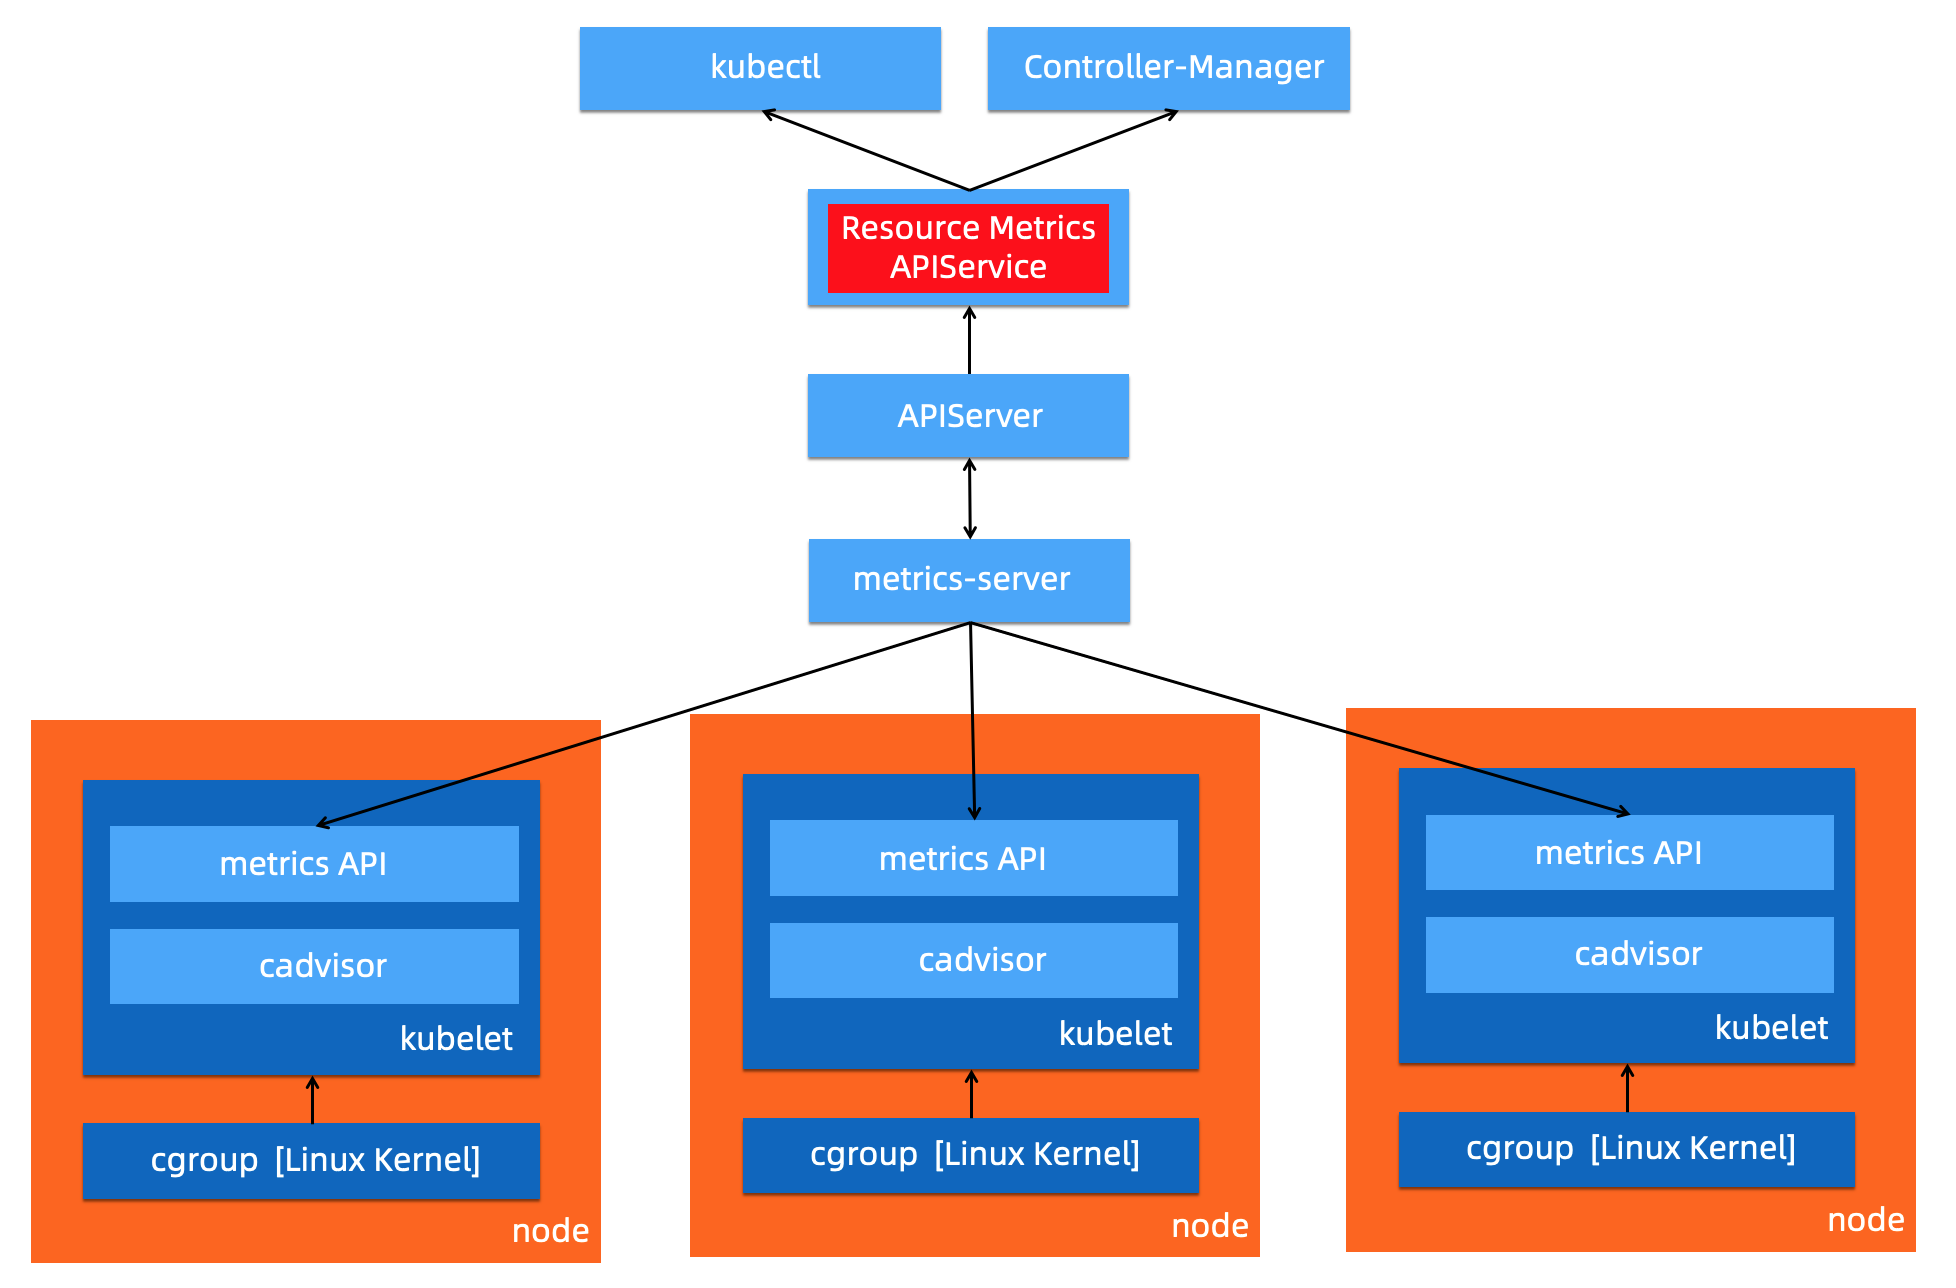 kubectl
Controller-Manager
Resource Metrics
APIService
APIServer
metrics-server
metrics API
cadvisor
kubelet
cgroup [Linux Kernel]
node
metrics API
cadvisor
kubelet
cgroup [Linux Kernel]
node
metrics API
cadvisor
kubelet
cgroup [Linux Kernel]
node